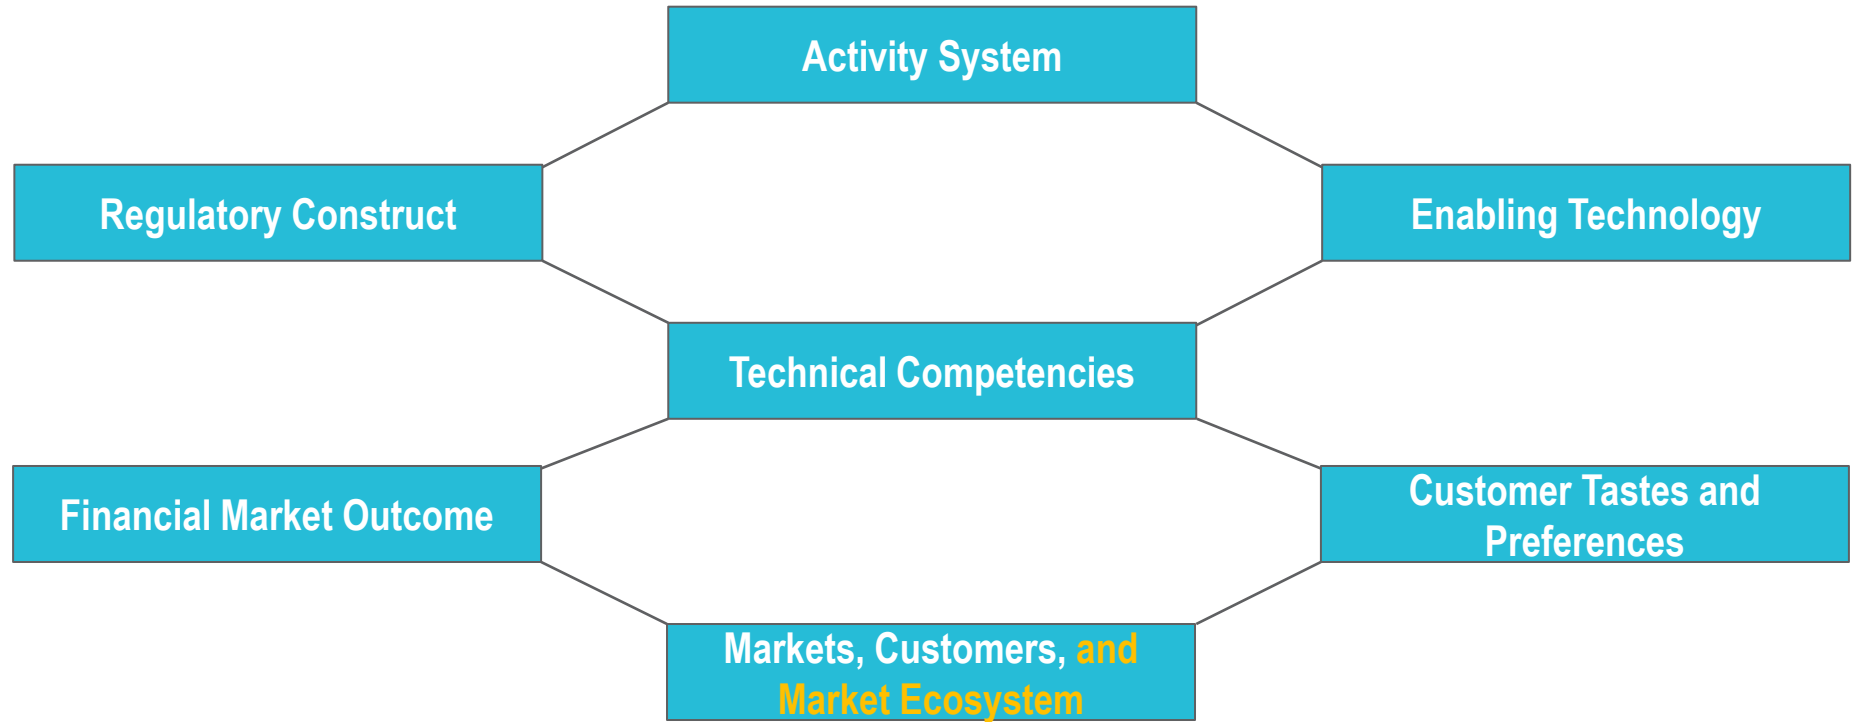 Activity System
Regulatory Construct
Enabling Technology
Technical Competencies
Financial Market Outcome
Customer Tastes and
Preferences
Markets, Customers, and
Market Ecosystem